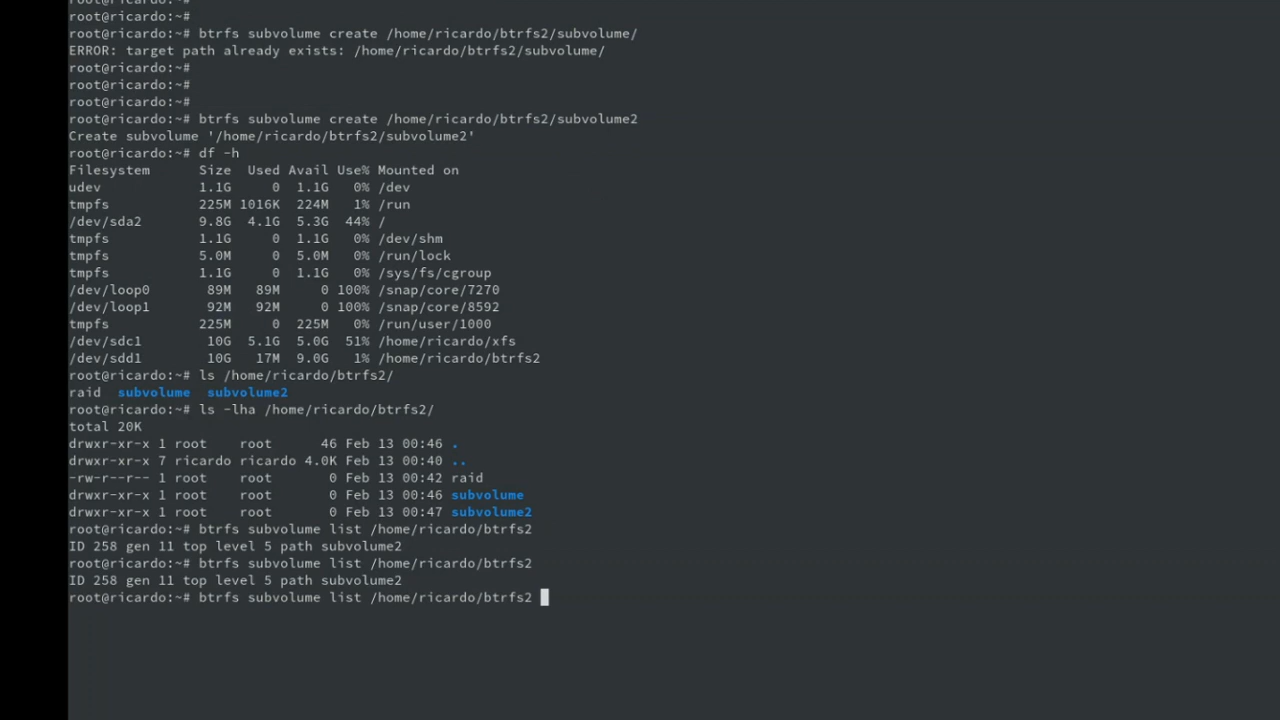 root@ricardo:~#
root@ricardo:~#
root@ricardo:~# btrfs subvolume create /home/ricardo/btrfs2/subvolume/
ERROR: target path already exists: /home/ricardo/btrfs2/subvolume/
root@ricardo:~#
root@ricardo:~#
root@ricardo:~#
root@ricardo:~# btrfs subvolume create /home/ricardo/btrfs2/subvolume2
Create subvolume '/home/ricardo/btrfs2/subvolume2'
root@ricardo:~# df -h
Filesystem      Size  Used Avail Use% Mounted on
udev            1.1G     0  1.1G   0% /dev
tmpfs           225M 1016K  224M   1% /run
/dev/sda2       9.8G  4.1G  5.3G  44% /
tmpfs           1.1G     0  1.1G   0% /dev/shm
tmpfs           5.0M     0  5.0M   0% /run/lock
tmpfs           1.1G     0  1.1G   0% /sys/fs/cgroup
/dev/loop0       89M   89M     0 100% /snap/core/7270
/dev/loop1       92M   92M     0 100% /snap/core/8592
tmpfs           225M     0  225M   0% /run/user/1000
/dev/sdc1        10G  5.1G  5.0G  51% /home/ricardo/xfs
/dev/sdd1        10G   17M  9.0G   1% /home/ricardo/btrfs2
root@ricardo:~# ls /home/ricardo/btrfs2/
raid  subvolume  subvolume2
root@ricardo:~# ls -lha /home/ricardo/btrfs2/
total 20K
drwxr-xr-x 1 root    root      46 Feb 13 00:46 .
drwxr-xr-x 7 ricardo ricardo 4.0K Feb 13 00:40 ..
-rw-r--r-- 1 root    root       0 Feb 13 00:42 raid
drwxr-xr-x 1 root    root       0 Feb 13 00:46 subvolume
drwxr-xr-x 1 root    root       0 Feb 13 00:47 subvolume2
root@ricardo:~# btrfs subvolume list /home/ricardo/btrfs2
ID 258 gen 11 top level 5 path subvolume2
root@ricardo:~# btrfs subvolume list /home/ricardo/btrfs2
ID 258 gen 11 top level 5 path subvolume2
root@ricardo:~# btrfs subvolume list /home/ricardo/btrfs2